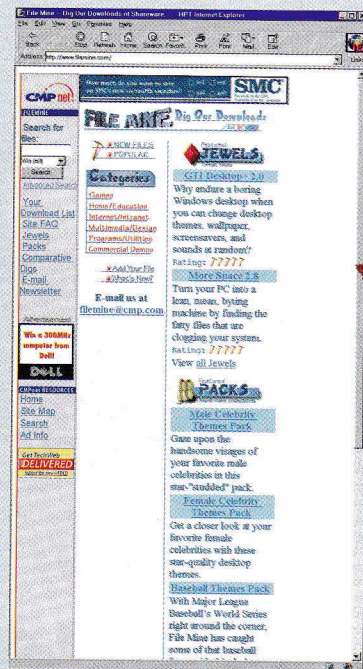 File Mine - Dig Our Downloads of Shareware - HPT Internet Explorer
File Edit View Go Favorites Help
Back Stop Refresh Home Search Favorit. Print Font Mail Edit
Address http://www.filemine.com/
Links
CMPnet!
SMC
FILEMINE
FILE MINE Dig Our Downloads
Search for
files:
Win (all)
Search
Advanced Search
Your
Download List
Site FAQ
Jewels
Packs
Comparative
Digs
E-mail
Newsletter
Advertisement
Win a 300MHz
computer from
Dell!
DELL
CMPnet RESOURCES
Home
Site Map
Search
Ad Info
Get TechWeb
DELIVERED
NEW FILES
POPULAR
Categories
Games
Home/Education
Internet/Intranet
Multimedia/Design
Programs/Utilities
Commercial Demos
Add Your File
What's New?
E-mail us at
filemine@cmp.com
Featured
JEWELS
GTI Desktop+ 2.0
Why endure a boring
Windows desktop when
you can change desktop
themes, wallpaper,
screensavers, and
sounds at random?
Rating:
More Space 2.8
Turn your PC into a
lean, mean, byting
machine by finding the
fatty files that are
clogging your system.
Rating:
View all Jewels
Featured
PACKS
Male Celebrity
Themes Pack
Gaze upon the
handsome visages of
your favorite male
celebrities in this
star-"studded" pack.
Female Celebrity
Themes Pack
Get a closer look at your
favorite female
celebrities with these
star-quality desktop
themes.
Baseball Themes Pack
With Major League
Baseball's World Series
right around the corner,
File Mine has caught
some of that baseball